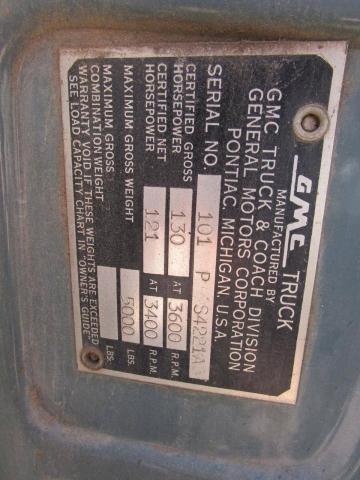 GMC TRUCK
MANUFACTURED BY
GMC TRUCK & COACH DIVISION
GENERAL MOTORS CORPORATION
PONTIAC, MICHIGAN, U.S.A.
SERIAL NO. 101 P S4221A
CERTIFIED GROSS HORSEPOWER 130 AT 3600 R.P.M.
CERTIFIED NET HORSEPOWER 121 AT 3400 R.P.M.
MAXIMUM GROSS WEIGHT 5000 LBS.
MAXIMUM GROSS COMBINATION WEIGHT LBS.
WARRANTY VOID IF THESE WEIGHTS ARE EXCEEDED
SEE LOAD CAPACITY CHART IN "OWNER'S GUIDE"